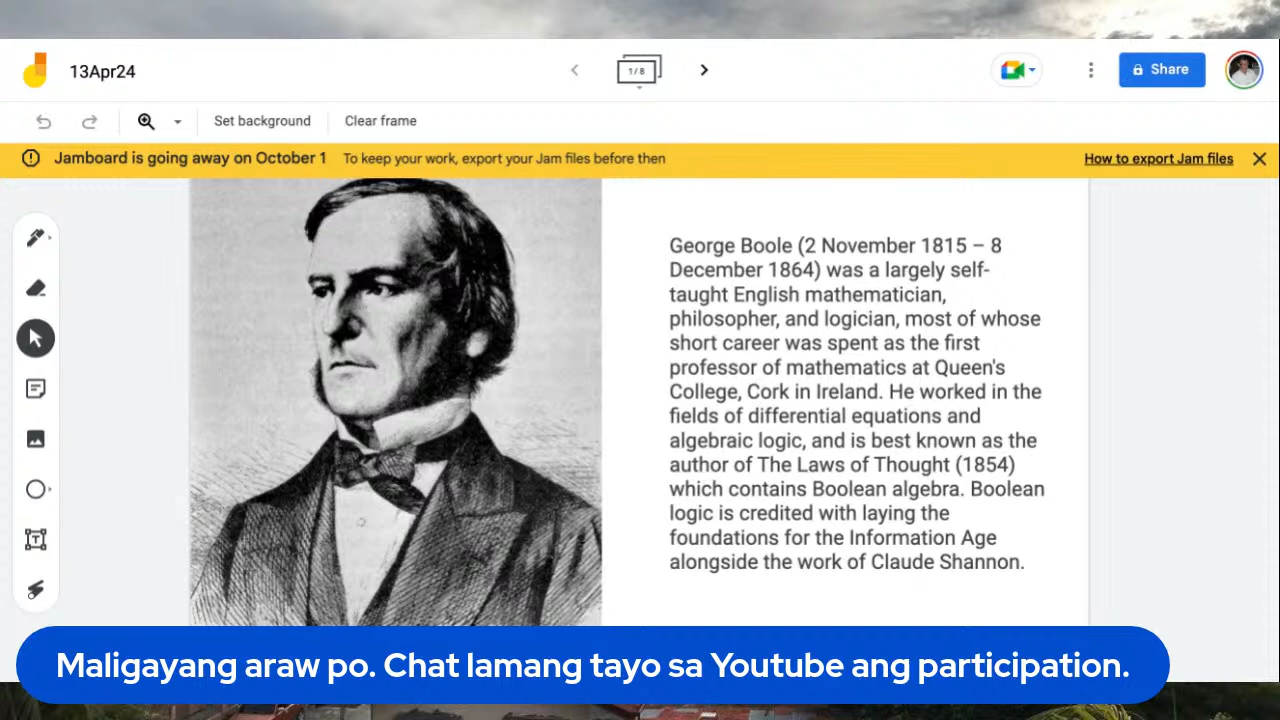 13Apr24
1/8
Share
Set background
Clear frame
Jamboard is going away on October 1 To keep your work, export your Jam files before then How to export Jam files
George Boole (2 November 1815 – 8
December 1864) was a largely self-
taught English mathematician,
philosopher, and logician, most of whose
short career was spent as the first
professor of mathematics at Queen's
College, Cork in Ireland. He worked in the
fields of differential equations and
algebraic logic, and is best known as the
author of The Laws of Thought (1854)
which contains Boolean algebra. Boolean
logic is credited with laying the
foundations for the Information Age
alongside the work of Claude Shannon.
Maligayang araw po. Chat lamang tayo sa Youtube ang participation.